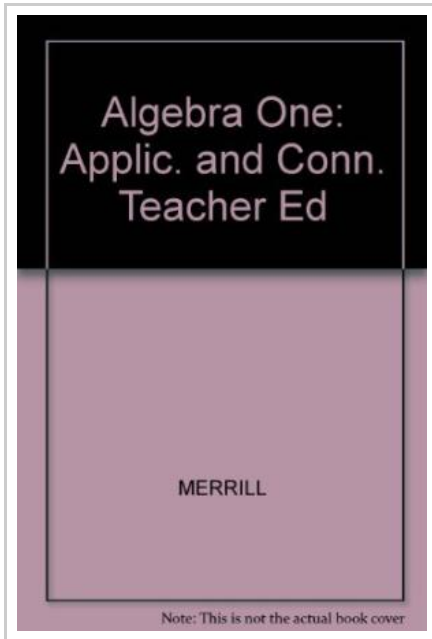 Algebra One:
Applic. and Conn.
Teacher Ed
MERRILL
Note: This is not the actual book cover